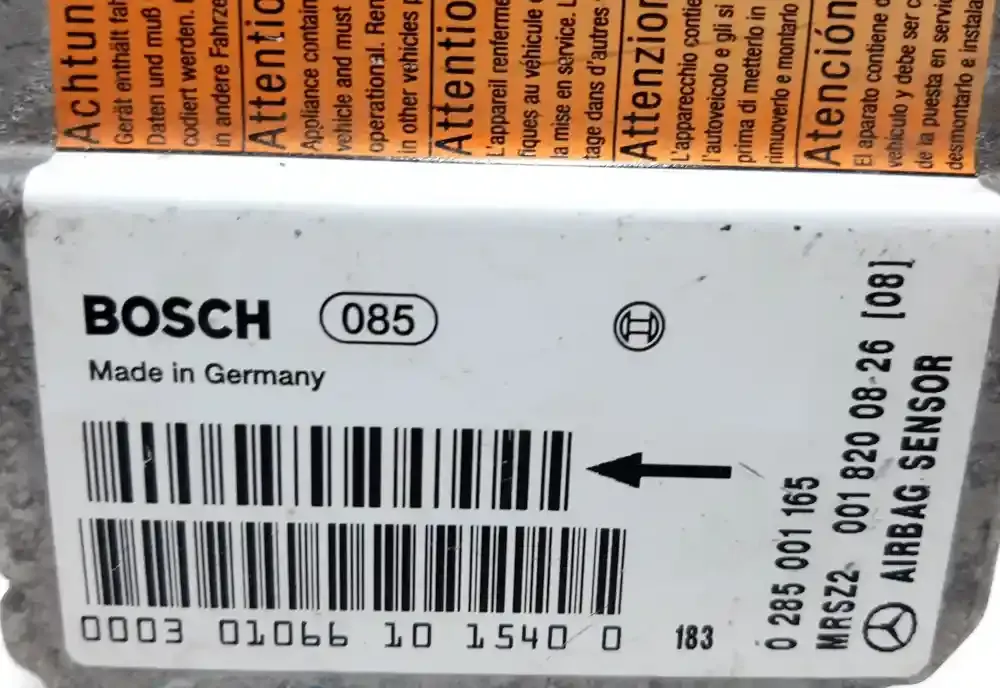 Achtun
Gerät enthält fah
Daten und muß
codiert werden.
in andere Fahrze
Attentio
Appliance contain
vehicle and must
operational. Rem
in other vehicles
Attentio
L'appareil renferme
fiques au véhicule
la mise en service. L
tage dans d'autres
Attenzion
L'apparecchio contie
l'autoveicolo e gli si
prima di metterlo in
rimuoverlo e montarlo
Atención
El aparato contiene
vehículo y debe ser c
de la puesta en servic
desmontarlo e instala
BOSCH 085
Made in Germany
0003 01066 10 1540 0 183
0 285 001 165
MRSZ2 001 820 08 26 [08]
AIRBAG SENSOR